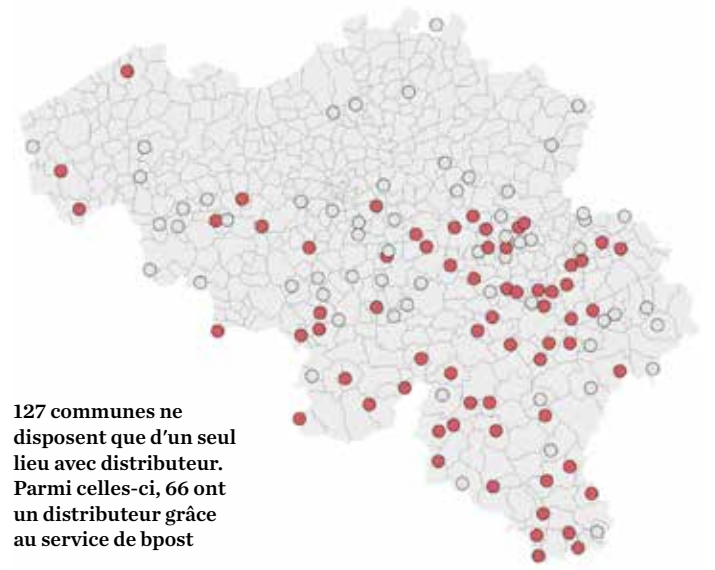 127 communes ne
disposent que d'un seul
lieu avec distributeur.
Parmi celles-ci, 66 ont
un distributeur grâce
au service de bpost